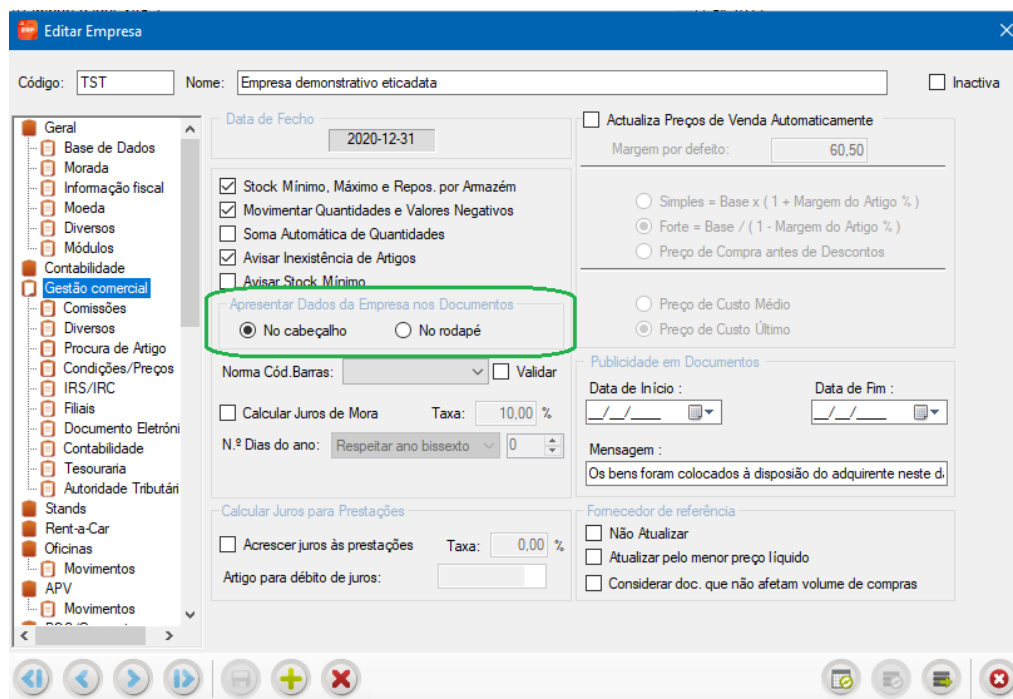 Editar Empresa
Código: TST Nome: Empresa demonstrativo eticadata Inactiva
Geral
Base de Dados
Morada
Informação fiscal
Moeda
Diversos
Módulos
Contabilidade
Gestão comercial
Comissões
Diversos
Procura de Artigo
Condições/Preços
IRS/IRC
Filiais
Documento Eletróni
Contabilidade
Tesouraria
Autoridade Tributári
Stands
Rent-a-Car
Oficinas
Movimentos
APV
Movimentos
Data de Fecho
2020-12-31
Stock Mínimo, Máximo e Repos. por Armazém
Movimentar Quantidades e Valores Negativos
Soma Automática de Quantidades
Avisar Inexistência de Artigos
Avisar Stock Mínimo
Apresentar Dados da Empresa nos Documentos
No cabeçalho No rodapé
Norma Cód.Barras: Validar
Calcular Juros de Mora Taxa: 10,00 %
N.º Dias do ano: Respeitar ano bissexto 0
Calcular Juros para Prestações
Acrescer juros às prestações Taxa: 0,00 %
Artigo para débito de juros:
Actualiza Preços de Venda Automaticamente
Margem por defeito: 60,50
Simples = Base x ( 1 + Margem do Artigo % )
Forte = Base / ( 1 - Margem do Artigo % )
Preço de Compra antes de Descontos
Preço de Custo Médio
Preço de Custo Último
Publicidade em Documentos
Data de Início : Data de Fim :
__/__/____ __/__/____
Mensagem :
Os bens foram colocados à disposião do adquirente neste d
Fornecedor de referência
Não Atualizar
Atualizar pelo menor preço líquido
Considerar doc. que não afetam volume de compras